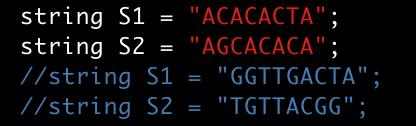 string S1 = "ACACACTA";
string S2 = "AGCACACA";
//string S1 = "GGTTGACTA";
//string S2 = "TGTTACGG";